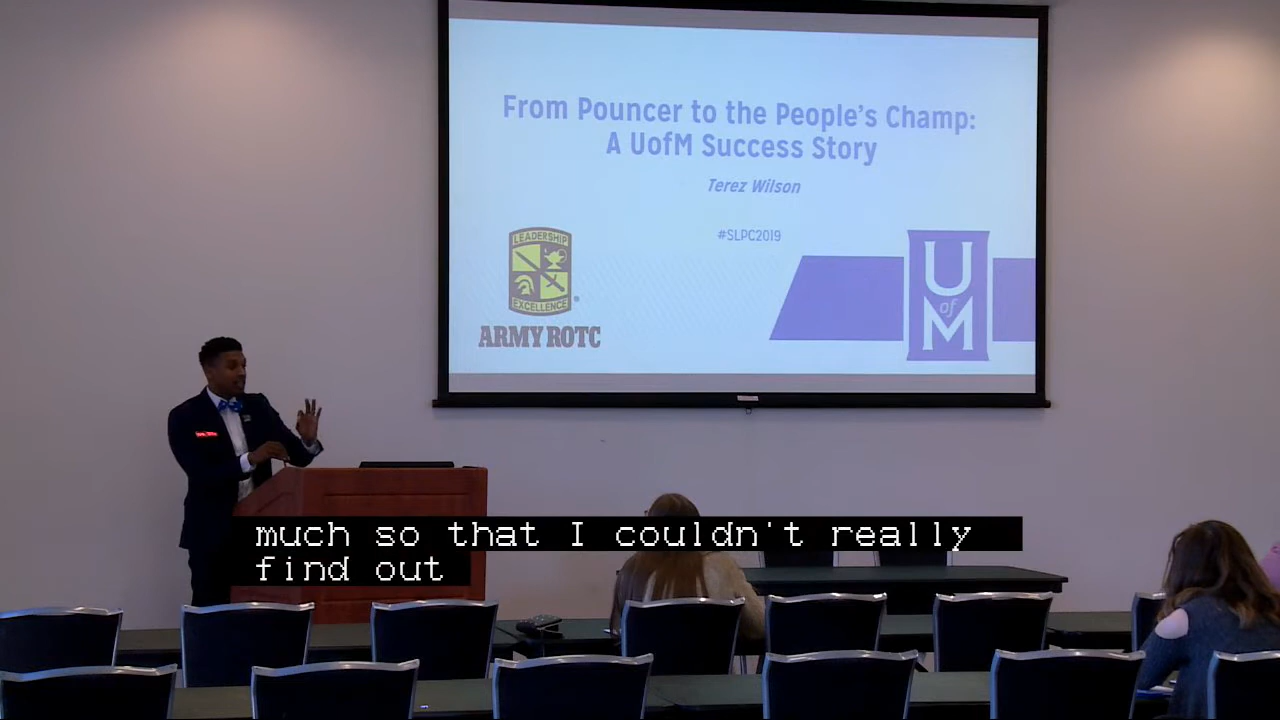 From Pouncer to the People's Champ:
A UofM Success Story
Terez Wilson
#SLPC2019
LEADERSHIP
EXCELLENCE
ARMY ROTC
U
of
M
much so that I couldn't really
find out